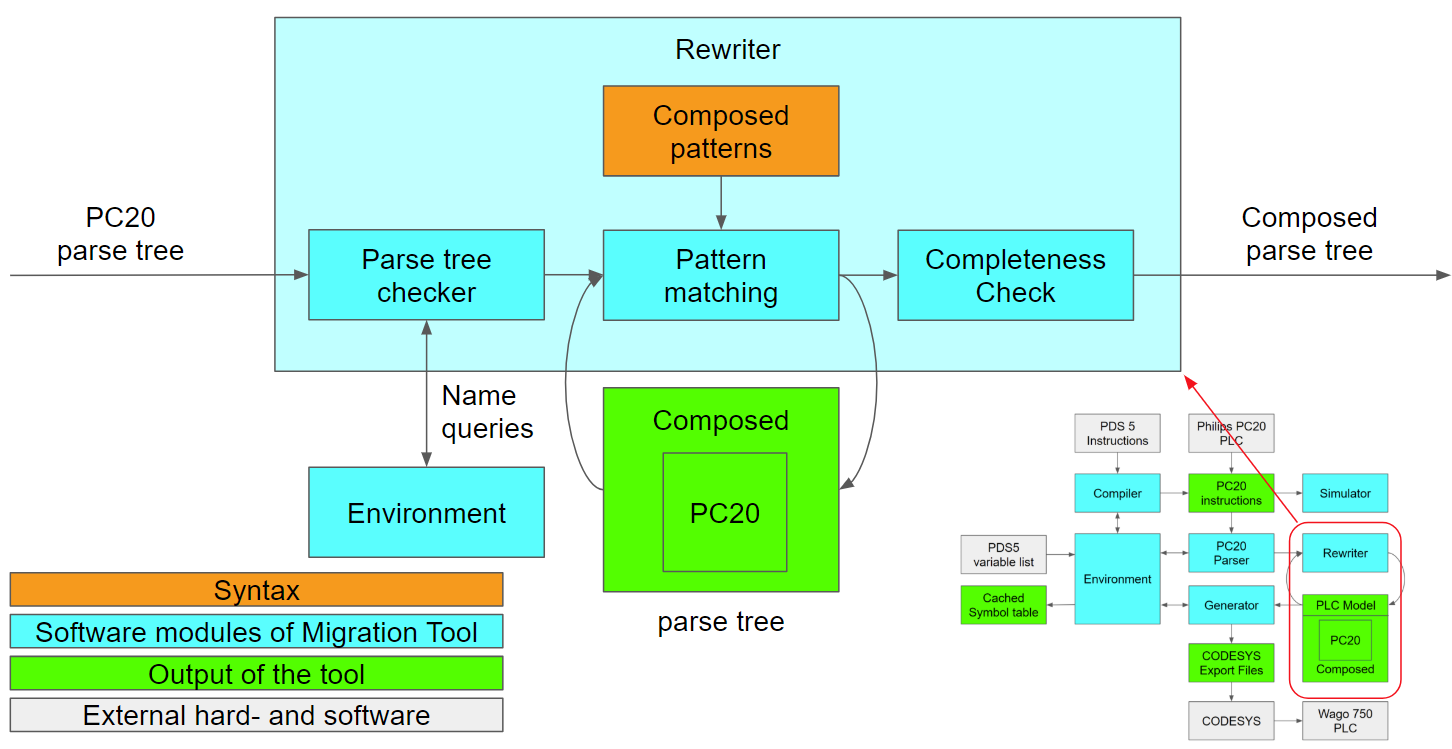 Rewriter
Composed
patterns
PC20
parse tree
Parse tree
checker
Pattern
matching
Completeness
Check
Composed
parse tree
Name
queries
Environment
Composed
PC20
parse tree
Syntax
Software modules of Migration Tool
Output of the tool
External hard- and software
PDS 5
Instructions
Philips PC20
PLC
Compiler
PC20
instructions
Simulator
PDS5
variable list
Environment
PC20
Parser
Rewriter
Cached
Symbol table
Generator
PLC Model
PC20
Composed
CODESYS
Export Files
CODESYS
Wago 750
PLC